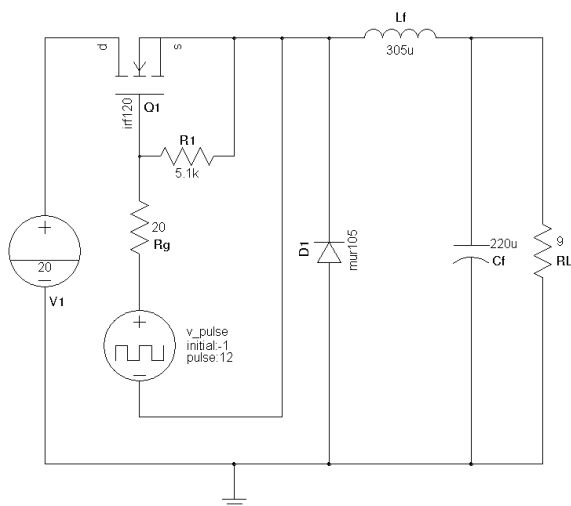 Lf
305u
d
s
irf120
Q1
R1
5.1k
20
Rg
20
V1
v_pulse
initial:-1
pulse:12
D1
mur105
220u
Cf
9
RL